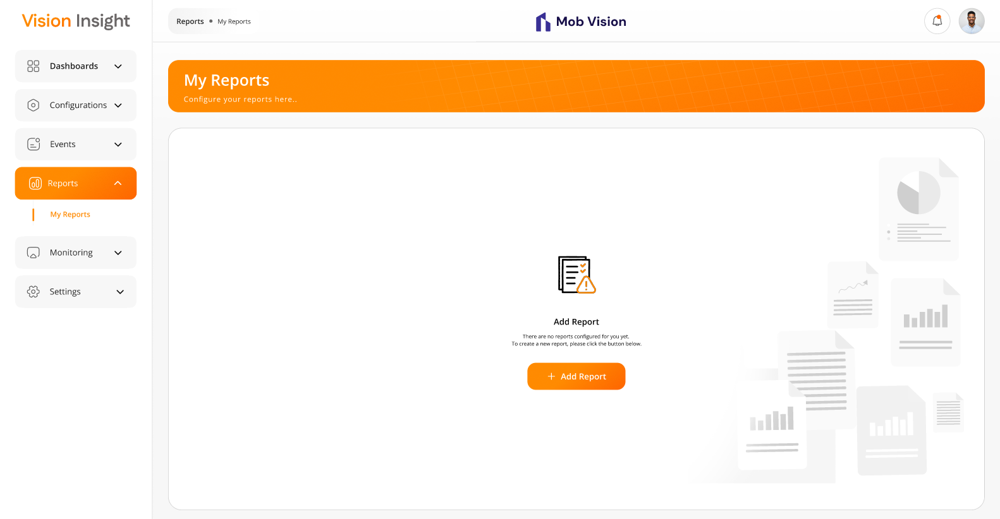 Vision Insight
Reports • My Reports
Mob Vision
Dashboards
Configurations
Events
Reports
My Reports
Monitoring
Settings
My Reports
Configure your reports here..
Add Report
There are no reports configured for you yet.
To create a new report, please click the button below.
+ Add Report